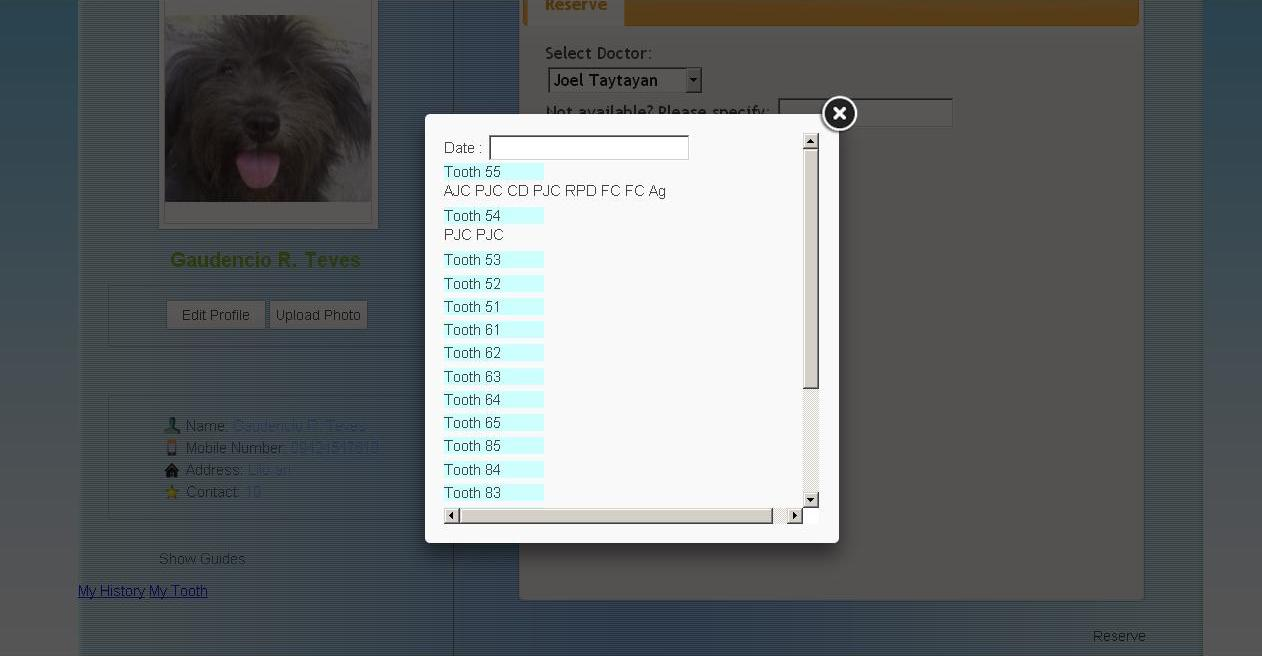 Reserve
Select Doctor:
Joel Taytayan
Not available? Please specify:
Date :
Tooth 55
AJC PJC CD PJC RPD FC FC Ag
Tooth 54
PJC PJC
Tooth 53
Tooth 52
Tooth 51
Tooth 61
Tooth 62
Tooth 63
Tooth 64
Tooth 65
Tooth 85
Tooth 84
Tooth 83
Gaudencio R. Teves
Edit Profile
Upload Photo
Name: Gaudencio R. Teves
Mobile Number:
Address:
Contact: 10
Show Guides
My History My Tooth
Reserve